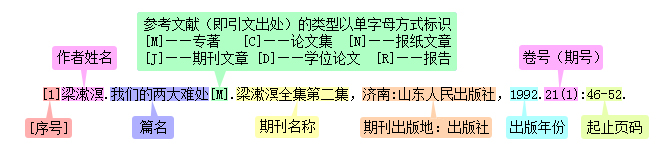 参考文献（即引文出处）的类型以单字母方式标识
[M]——专著 [C]——论文集 [N]——报纸文章
[J]——期刊文章 [D]——学位论文 [R]——报告
作者姓名
卷号（期号）
[1]梁漱溟.我们的两大难处[M].梁漱溟全集第二集，济南:山东人民出版社，1992.21(1):46-52.
[序号]
篇名
期刊名称
期刊出版地：出版社
出版年份
起止页码